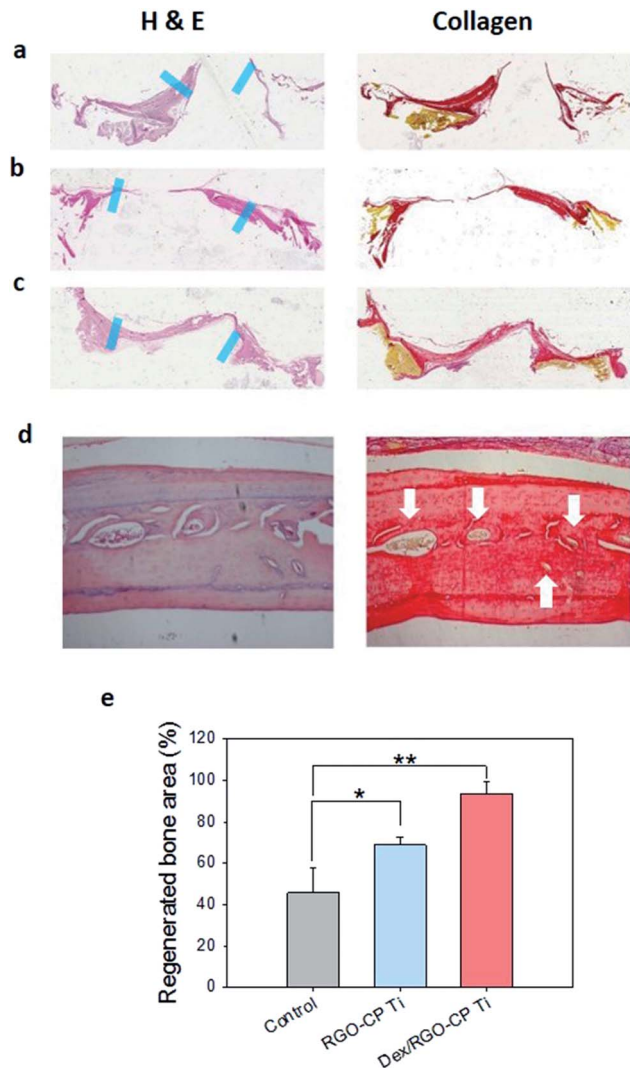 H & E Collagen
a
b
c
d
e
Regenerated bone area (%)
120
100
80
60
40
20
0
*
**
Control
RGO-CP Ti
Dex/RGO-CP Ti